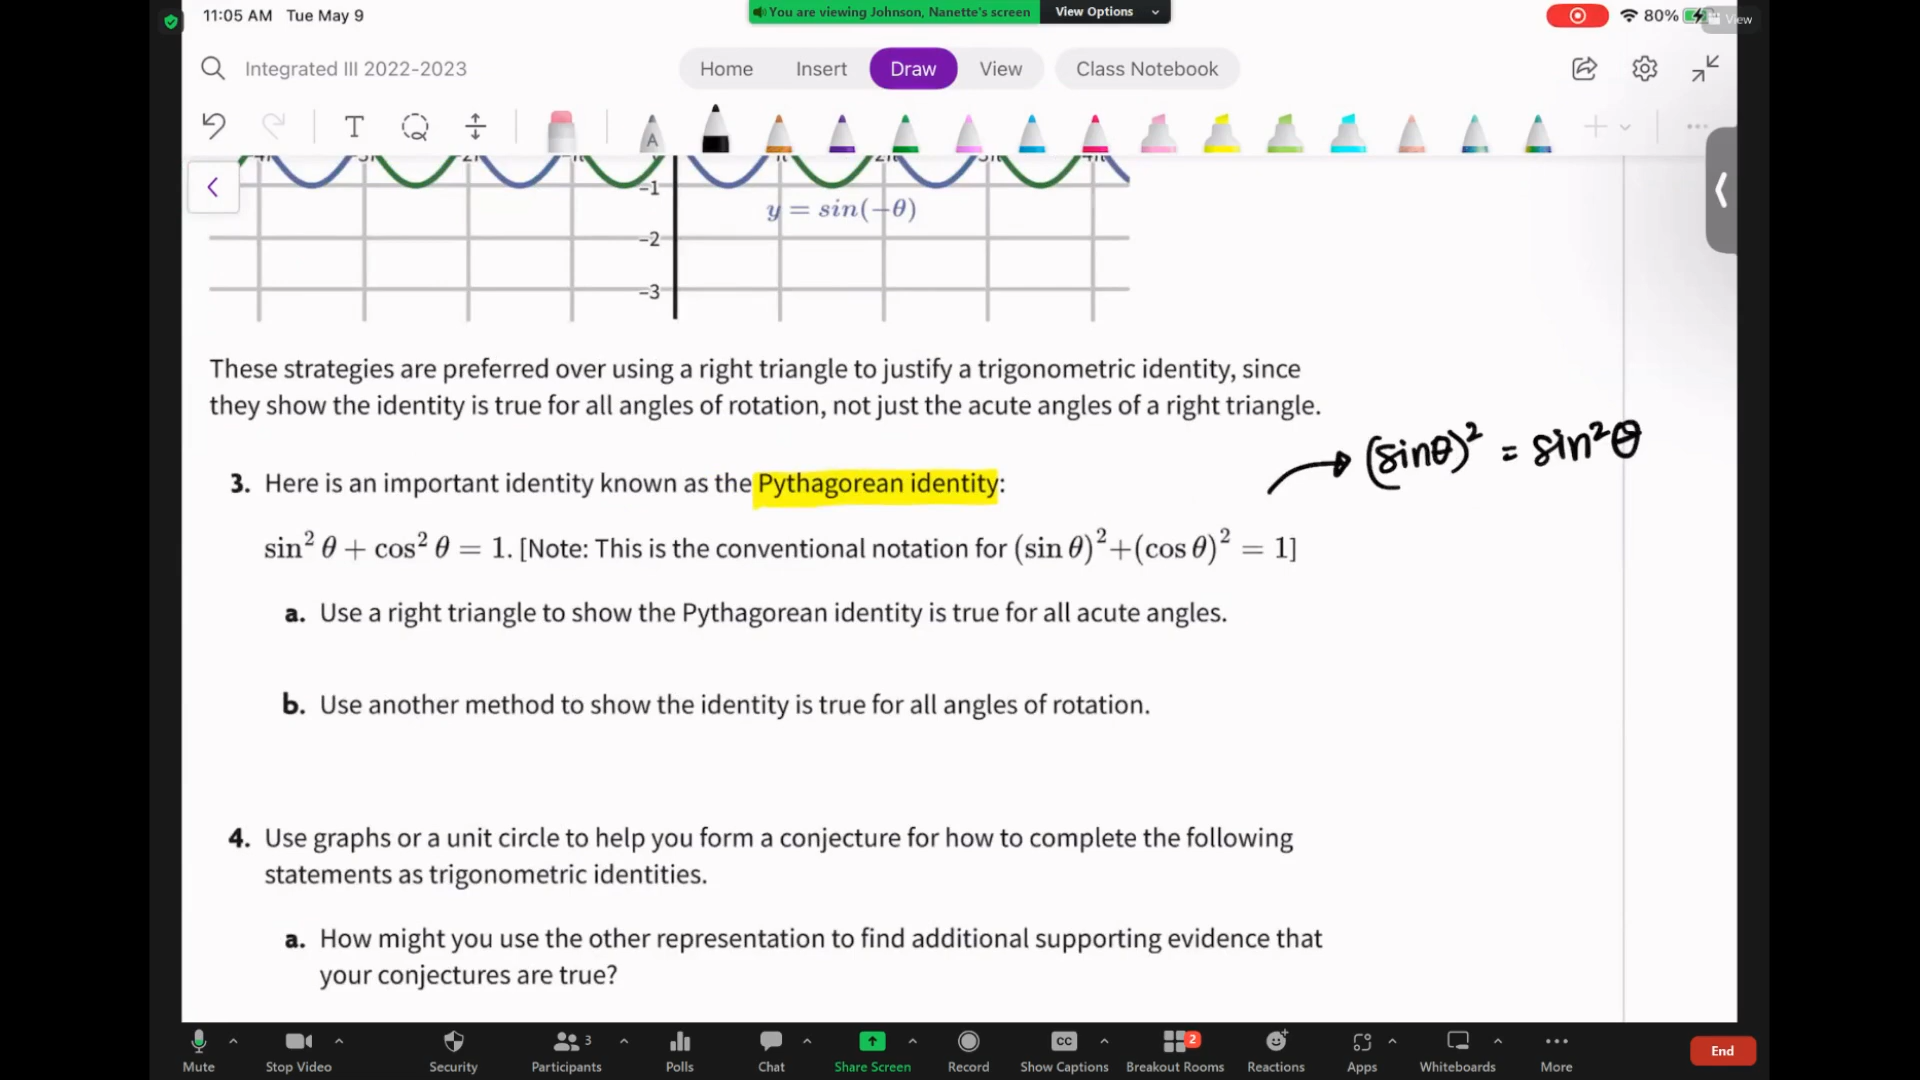 11:05 AM Tue May 9
You are viewing Johnson, Nanette's screen
View Options
80%
View
Integrated III 2022-2023
Home
Insert
Draw
View
Class Notebook
T
A
-1
y = sin(−θ)
-2
-3
These strategies are preferred over using a right triangle to justify a trigonometric identity, since
they show the identity is true for all angles of rotation, not just the acute angles of a right triangle.
(sinθ)² = sin²θ
3. Here is an important identity known as the Pythagorean identity:
sin² θ + cos² θ = 1. [Note: This is the conventional notation for (sin θ)²+(cos θ)² = 1]
a. Use a right triangle to show the Pythagorean identity is true for all acute angles.
b. Use another method to show the identity is true for all angles of rotation.
4. Use graphs or a unit circle to help you form a conjecture for how to complete the following
statements as trigonometric identities.
a. How might you use the other representation to find additional supporting evidence that
your conjectures are true?
Mute
Stop Video
Security
3
Participants
Polls
Chat
Share Screen
Record
CC
Show Captions
2
Breakout Rooms
Reactions
Apps
Whiteboards
More
End